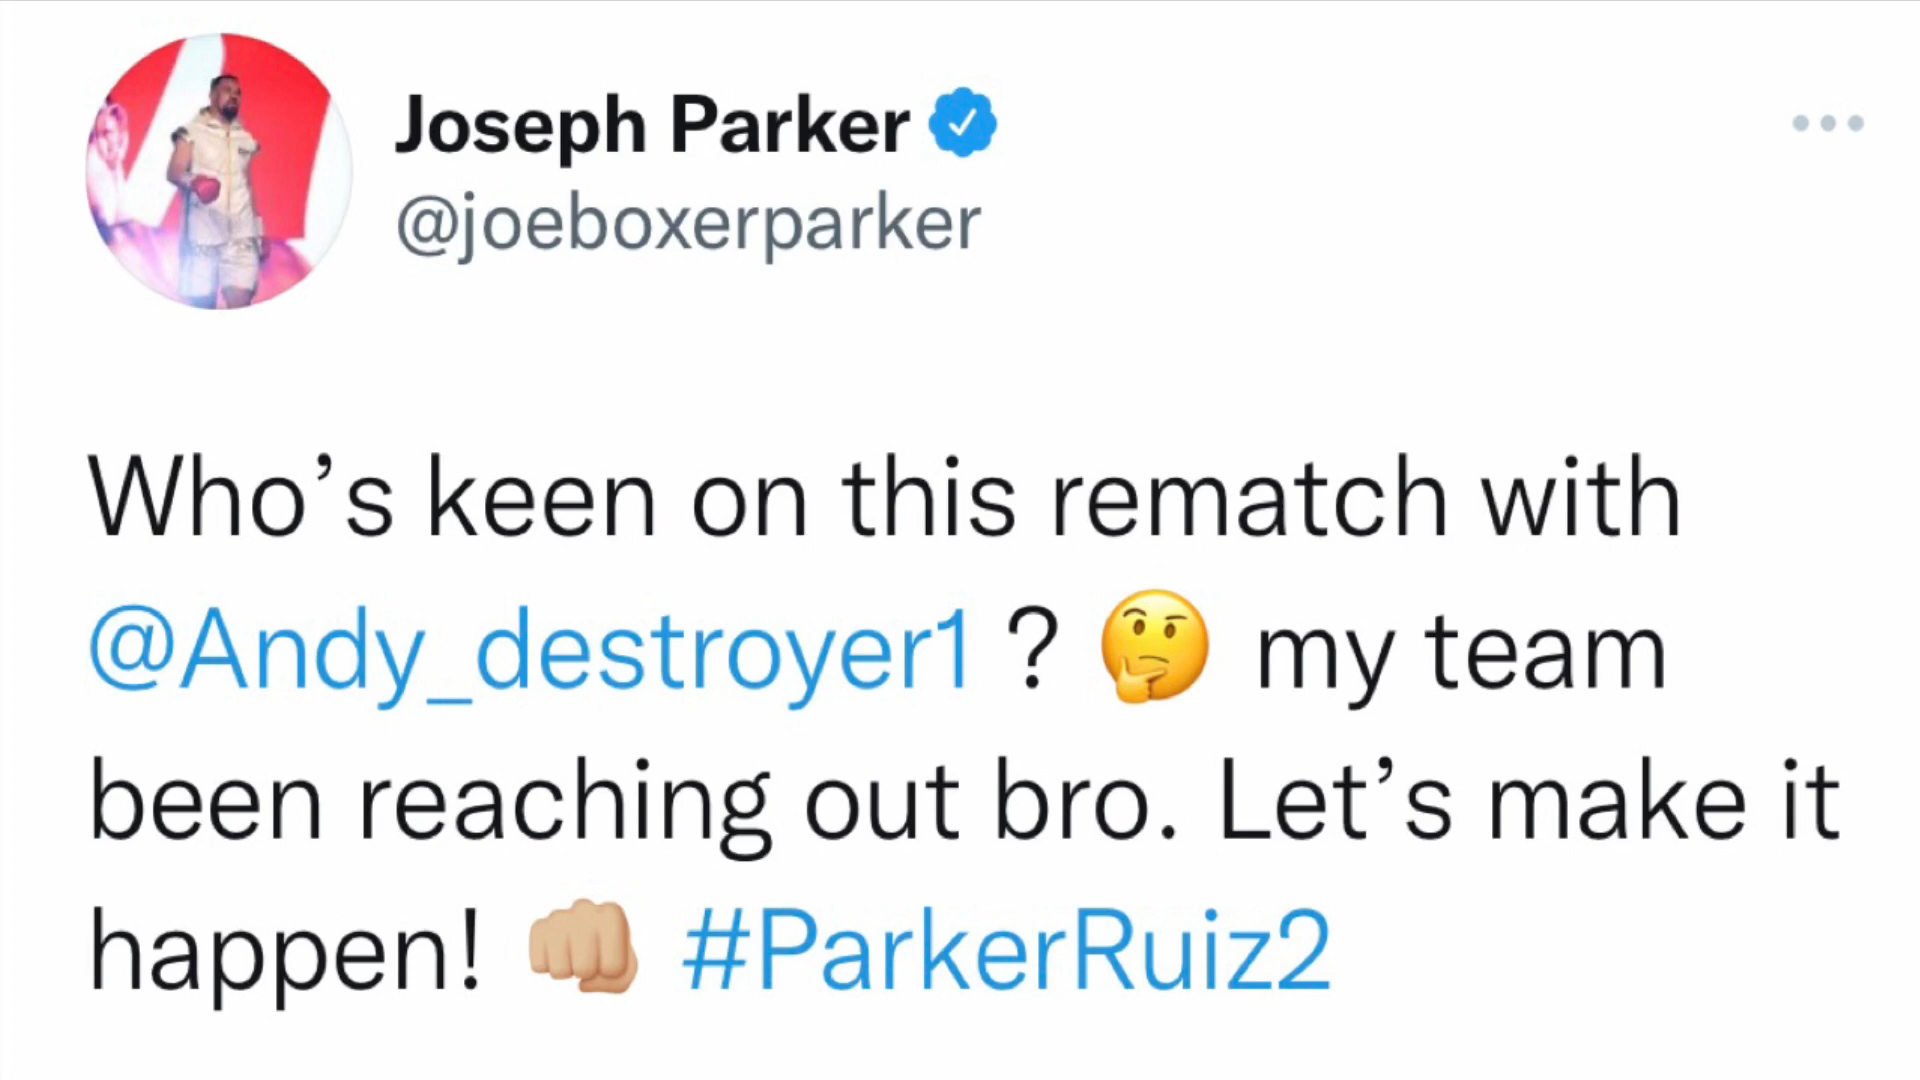 Joseph Parker
@joeboxerparker
Who’s keen on this rematch with
@Andy_destroyer1 ? 🤔 my team
been reaching out bro. Let’s make it
happen! 👊🏼 #ParkerRuiz2